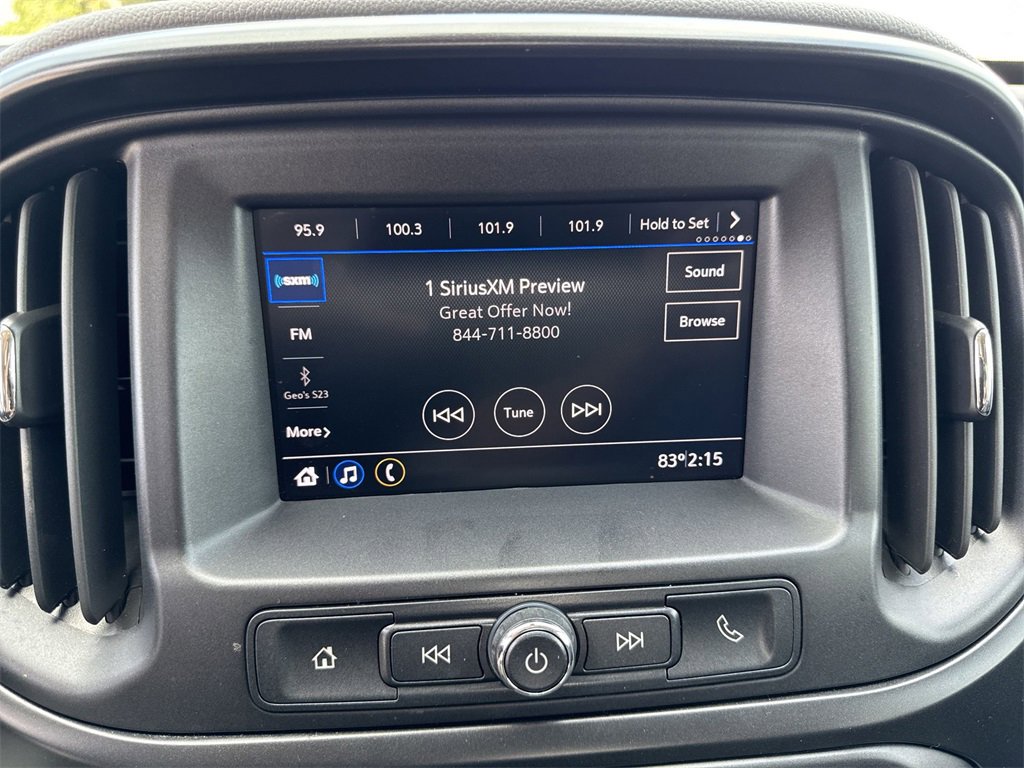 95.9 100.3 101.9 101.9 Hold to Set
sxm
1 SiriusXM Preview
Great Offer Now!
844-711-8800
Sound
Browse
FM
Geo's S23
More
Tune
83° 2:15